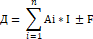 Д = n∑i=1 Ai * I ± F